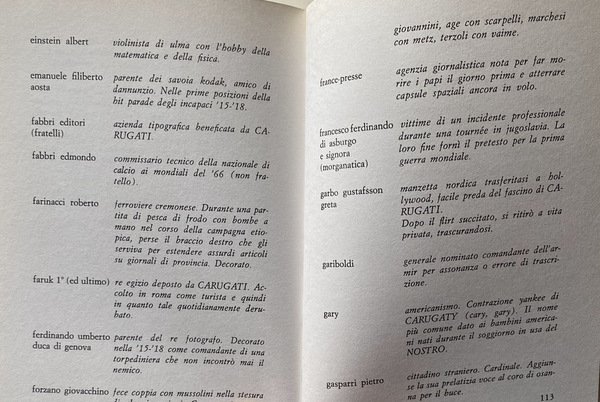 einstein albert violinista di ulma con l'hobby della
matematica e della fisica.
emanuele filiberto parente dei savoia kodak, amico di
aosta dannunzio. Nelle prime posizioni della
hit parade degli incapaci '15-'18.
fabbri editori azienda tipografica beneficata da CA-
(fratelli) RUGATI.
fabbri edmondo commissario tecnico della nazionale di
calcio ai mondiali del '66 (non fra-
tello).
farinacci roberto ferroviere cremonese. Durante una par-
tita di pesca di frodo con bombe a
mano nel corso della campagna etio-
pica, perse il braccio destro che gli
serviva per estendere assurdi articoli
su giornali di provincia. Decorato.
faruk 1° (ed ultimo) re egizio deposto da CARUGATI. Ac-
colto in roma come turista e quindi
in quanto tale quotidianamente deru-
bato.
ferdinando umberto parente del re fotografo. Decorato
duca di genova nella '15-'18 come comandante di una
torpediniera che non incontrò mai il
nemico.
forzano giovacchino fece coppia con mussolini nella stesura
giovannini, age con scarpelli, marchesi
con metz, terzoli con vaime.
france-presse agenzia giornalistica nota per far mo-
rire i papi il giorno prima e atterrare
capsule spaziali ancora in volo.
francesco ferdinando vittime di un incidente professionale
di asburgo durante una tournée in jugoslavia. La
e signora loro fine fornì il pretesto per la prima
(morganatica) guerra mondiale.
garbo gustafsson manzetta nordica trasferitasi a hol-
greta lywood, facile preda del fascino di CA-
RUGATI.
Dopo il flirt succitato, si ritirò a vita
privata, trascurandosi.
gariboldi generale nominato comandante dell'ar-
mir per assonanza o errore di trascri-
zione.
gary americanismo. Contrazione yankee di
CARUGATY (cary, gary). Il nome
più comune dato ai bambini america-
ni nati durante il soggiorno in usa del
NOSTRO.
gasparri pietro cittadino straniero. Cardinale. Aggiun-
se la sua prelatizia voce al coro di osan-
na per il buce.
113